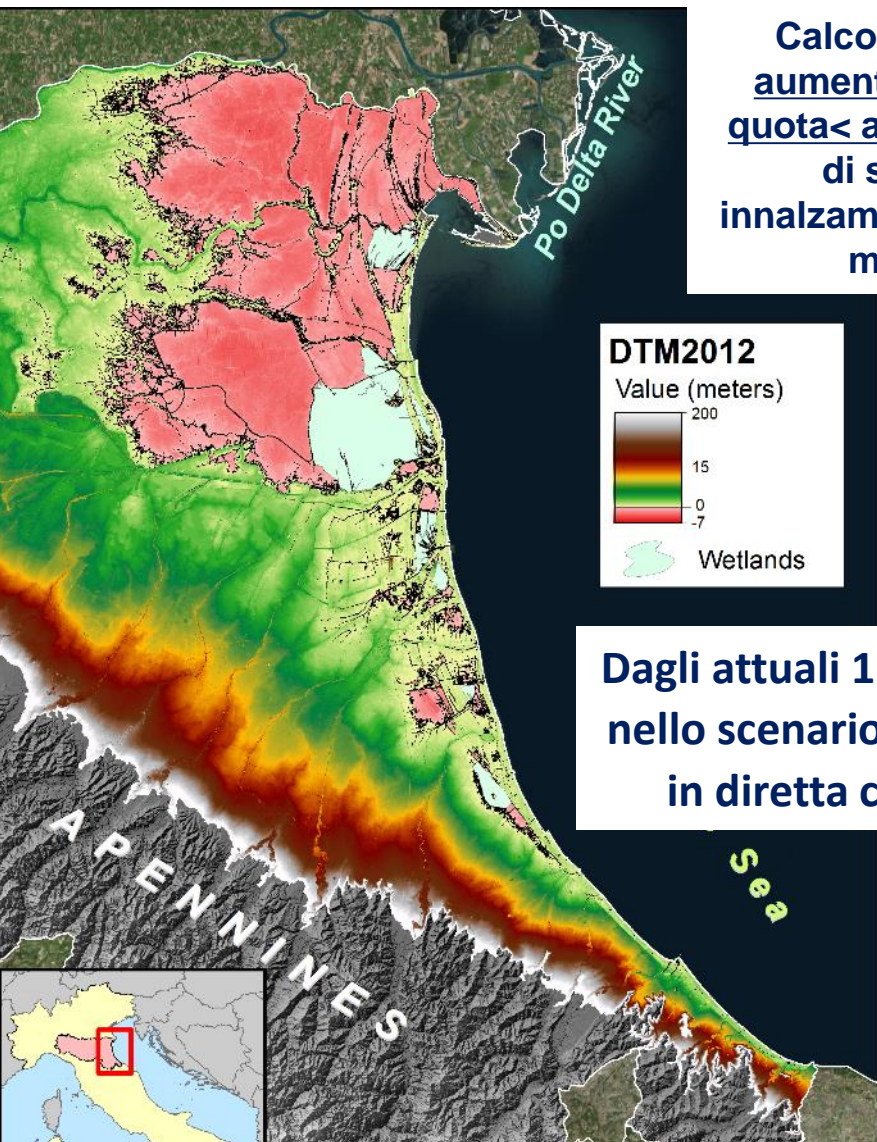 Calco
aument
quota< a
di s
innalzam
m
Po Delta River
DTM2012
Value (meters)
200
15
0
-7
Wetlands
Dagli attuali 1
nello scenario
in diretta c
Sea
APENNINES